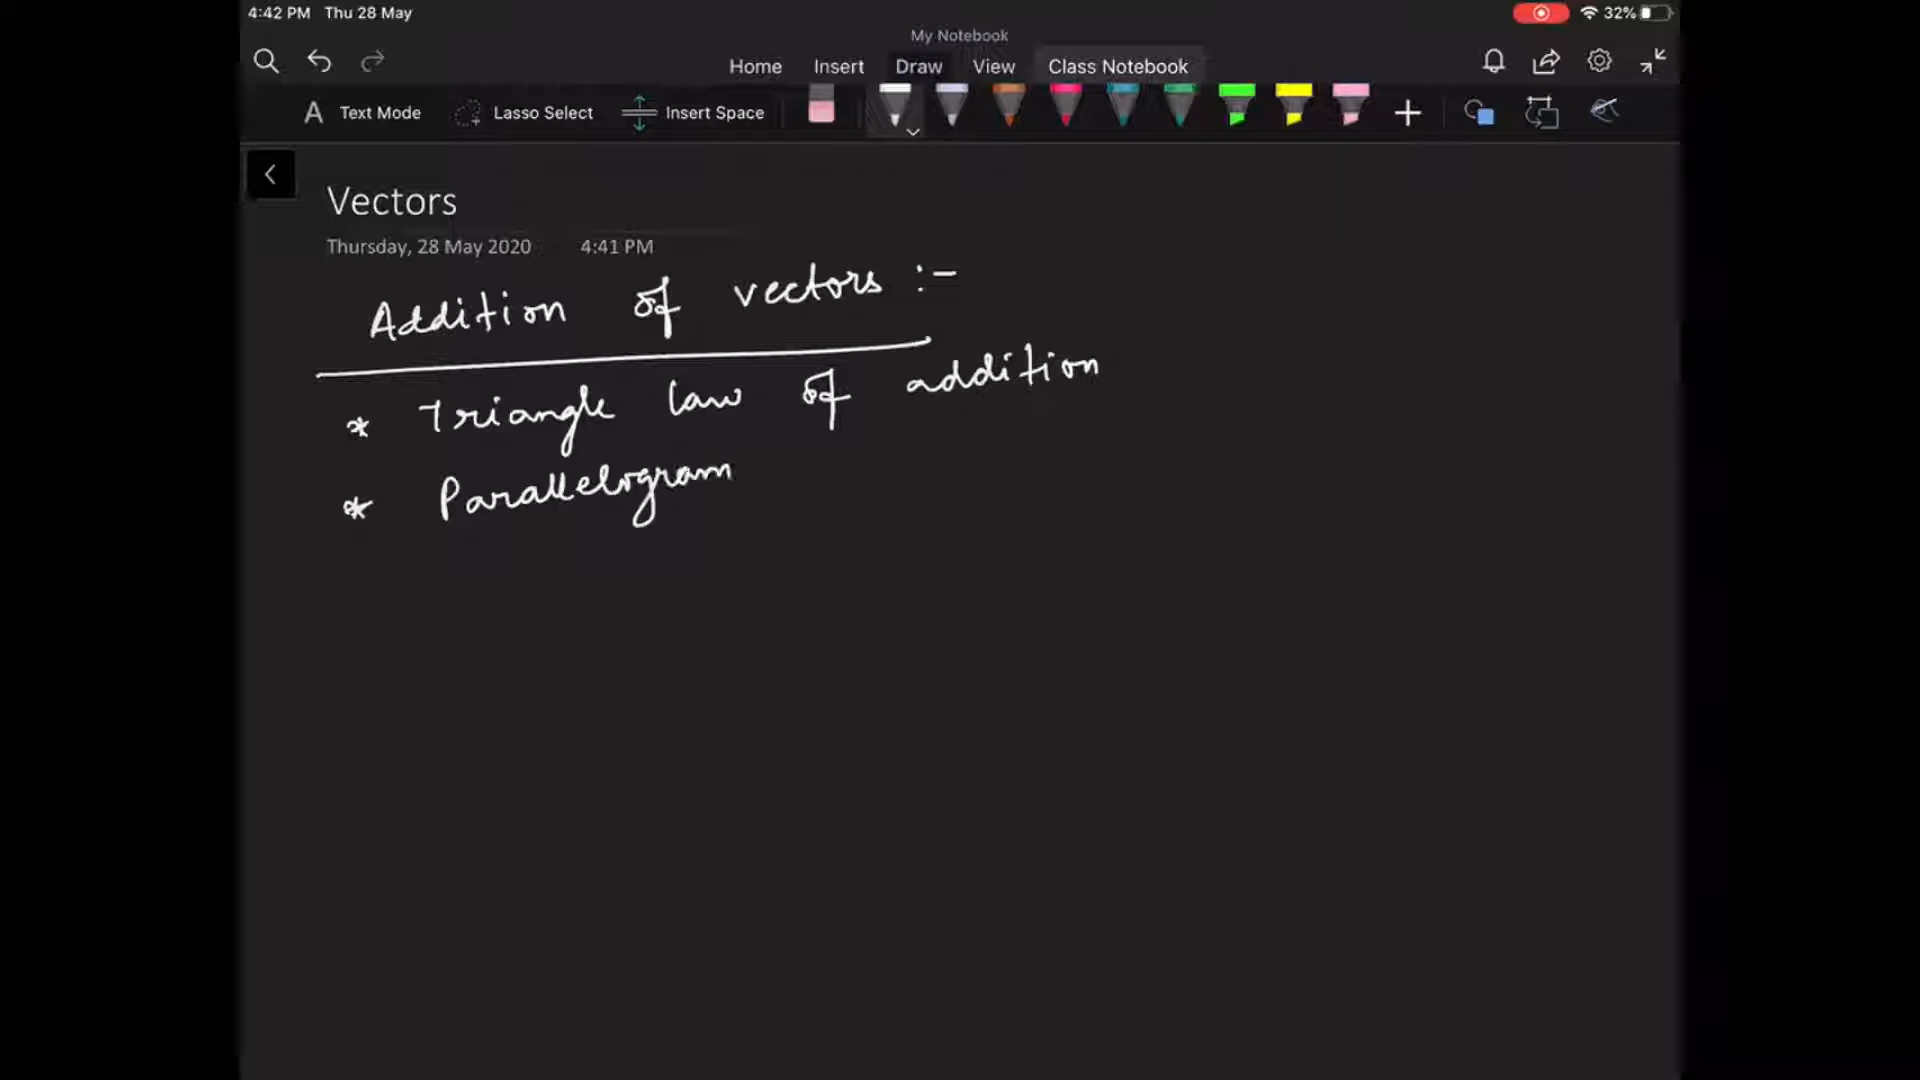 4:42 PM Thu 28 May 32%
My Notebook
Home Insert Draw View Class Notebook
A Text Mode Lasso Select Insert Space
Vectors
Thursday, 28 May 2020 4:41 PM
Addition of vectors :-
* Triangle law of addition
* Parallelogram